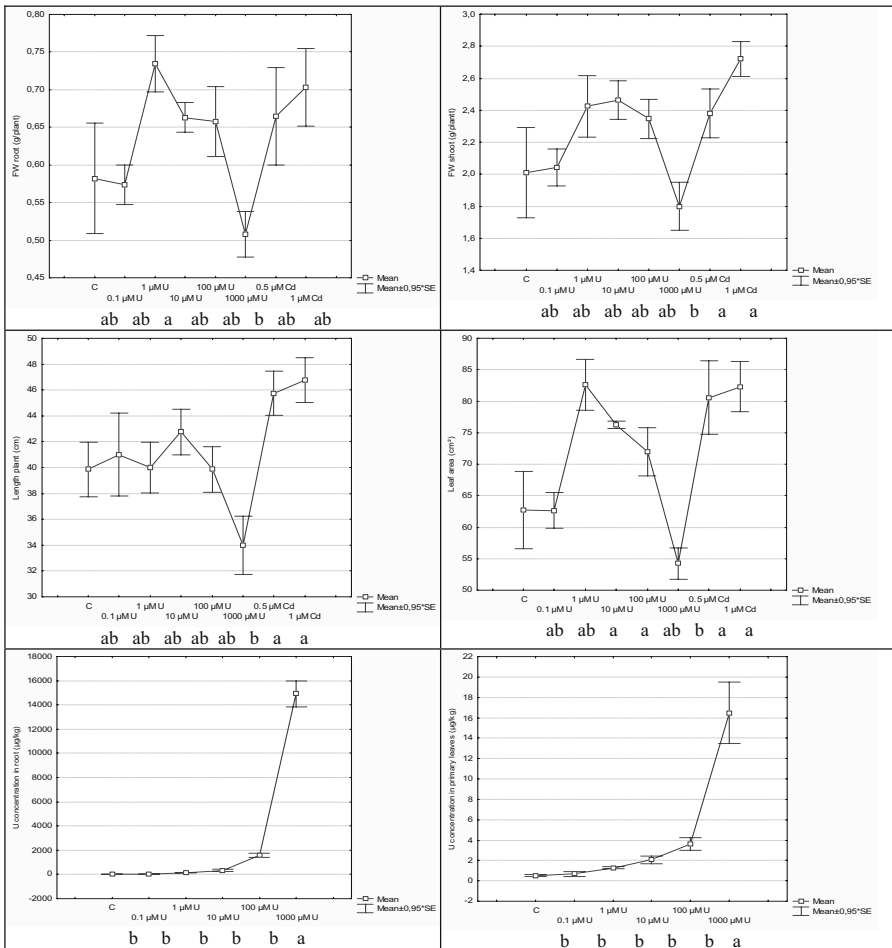 0,80
0,75
0,70
0,65
0,60
0,55
0,50
0,45
FW root (g/plant)
C 1 µM U 100 µM U 0.5 µM Cd
0.1 µM U 10 µM U 1000 µM U 1 µM Cd
Mean
Mean±0,95*SE
ab ab a ab ab b ab ab
3,0
2,6
2,2
1,8
1,4
FW shoot (g/plantt)
C 1 µM U 100 µM U 0.5 µM Cd
0.1 µM U 10 µM U 1000 µM U 1 µM Cd
Mean
Mean±0,95*SE
ab ab ab ab ab b a a
50
48
46
44
42
40
38
36
34
32
30
Length plant (cm)
C 1 µM U 100 µM U 0.5 µM Cd
0.1 µM U 10 µM U 1000 µM U 1 µM Cd
Mean
Mean±0,95*SE
ab ab ab ab ab b a a
90
85
80
75
70
65
60
55
50
Leaf area (cm²)
C 1 µM U 100 µM U 0.5 µM Cd
0.1 µM U 10 µM U 1000 µM U 1 µM Cd
Mean
Mean±0,95*SE
ab ab a a ab b a a
18000
16000
14000
12000
10000
8000
6000
4000
2000
0
-2000
U concentration in root (µg/kg)
C 1 µM U 100 µM U
0.1 µM U 10 µM U 1000 µM U
Mean
Mean±0,95*SE
b b b b b a
22
20
18
16
14
12
10
8
6
4
2
0
-2
U concentration in primary leaves (µg/kg)
C 1 µM U 100 µM U
0.1 µM U 10 µM U 1000 µM U
Mean
Mean±0,95*SE
b b b b b a